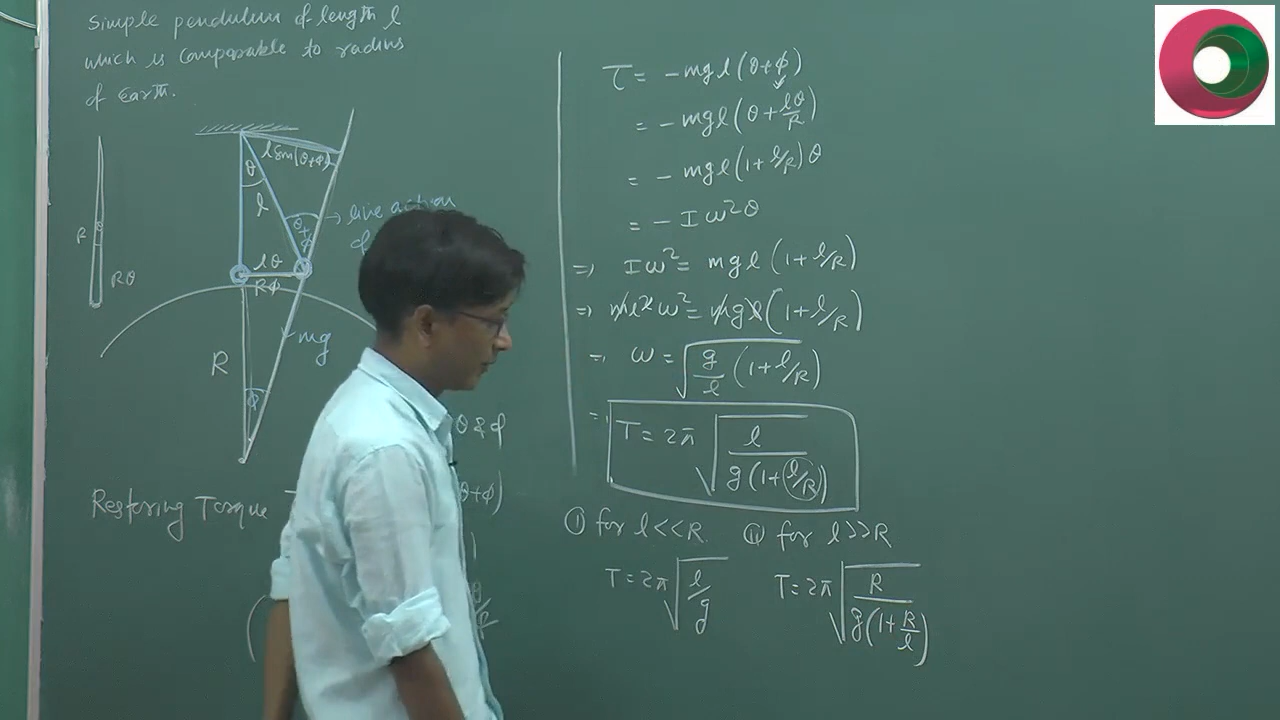 Simple pendulum of length l
which is comparable to radius
of Earth.
l Sin(θ+ϕ)
θ
l
θ+ϕ
line action
lθ
Rϕ
R
Rθ
R
mg
ϕ
θ & ϕ
Restoring Torque
θ+ϕ)
τ = -mgl(θ+ϕ)
= -mgl(θ+lθ/R)
= -mgl(1+l/R)θ
= -Iω²θ
⇒ Iω² = mgl(1+l/R)
⇒ ml²ω² = mgl(1+l/R)
⇒ ω = √(g/l (1+l/R))
⇒ T = 2π √(l/g(1+l/R))
(i) for l<<R. (ii) for l>>R
T = 2π √(l/g) T = 2π √(R/g(1+R/l))